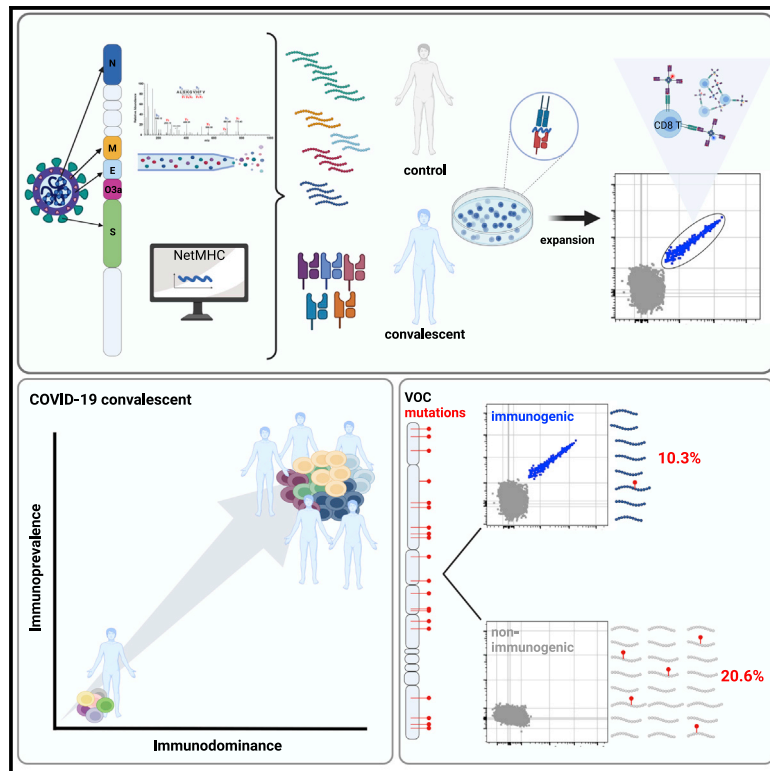 N
M
E
O3a
S
NetMHC
control
convalescent
expansion
CD8 T
COVID-19 convalescent
Immunoprevalence
Immunodominance
VOC
mutations
immunogenic
10.3%
non-
immunogenic
20.6%